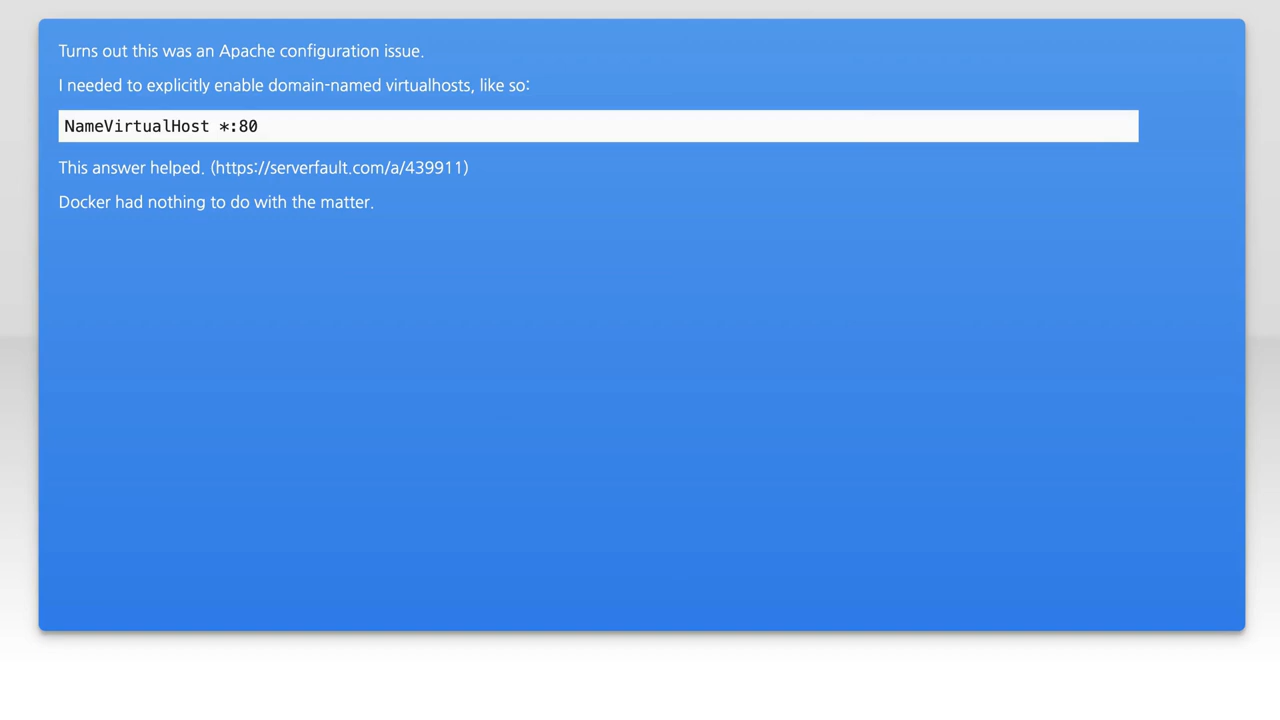 Turns out this was an Apache configuration issue.
I needed to explicitly enable domain-named virtualhosts, like so:
NameVirtualHost *:80
This answer helped. (https://serverfault.com/a/439911)
Docker had nothing to do with the matter.